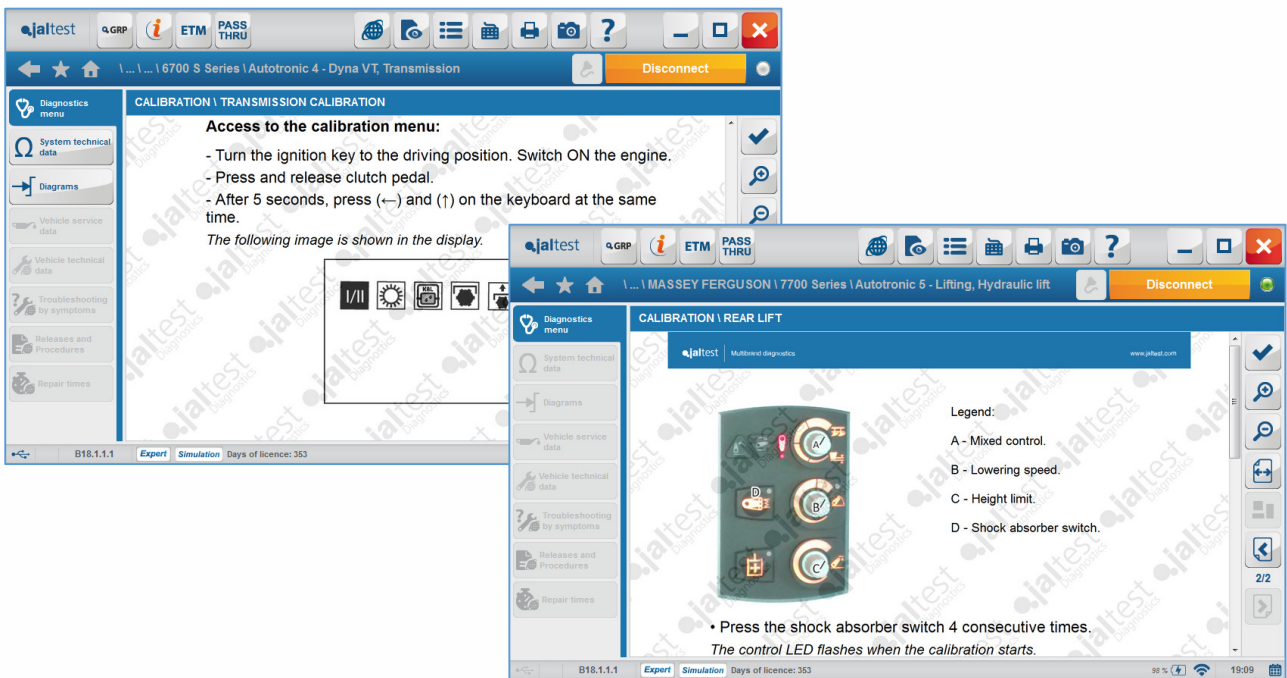 jaltest GRP i ETM PASS THRU ?
\ ... \ ... \ 6700 S Series \ Autotronic 4 - Dyna VT, Transmission Disconnect
Diagnostics menu
System technical data
Diagrams
Vehicle service data
Vehicle technical data
Troubleshooting by symptoma
Releases and Procedures
Repair times
CALIBRATION \ TRANSMISSION CALIBRATION
Access to the calibration menu:
- Turn the ignition key to the driving position. Switch ON the engine.
- Press and release clutch pedal.
- After 5 seconds, press (←) and (↑) on the keyboard at the same
time.
The following image is shown in the display.
I/II KBL
B18.1.1.1 Expert Simulation Days of licence: 353
jaltest GRP i ETM PASS THRU ?
\ ... \ MASSEY FERGUSON \ 7700 Series \ Autotronic 5 - Lifting, Hydraulic lift Disconnect
Diagnostics menu
System technical data
Diagrams
Vehicle service data
Vehicle technical data
Troubleshooting by symptoma
Releases and Procedures
Repair times
CALIBRATION \ REAR LIFT
jaltest Multibrand diagnostics www.jaltest.com
A
D
B
C
Legend:
A - Mixed control.
B - Lowering speed.
C - Height limit.
D - Shock absorber switch.
• Press the shock absorber switch 4 consecutive times.
The control LED flashes when the calibration starts.
2/2
B18.1.1.1 Expert Simulation Days of licence: 353 98 % 19:09
jaltest Diagnostics